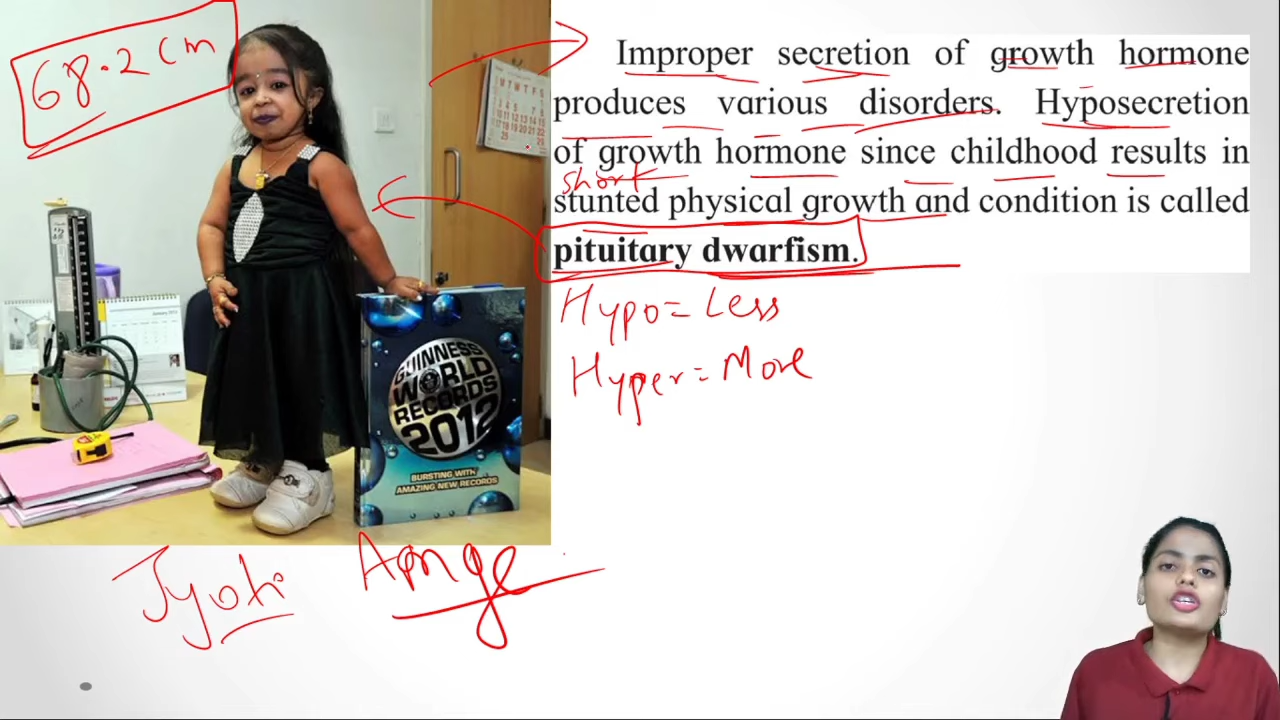 68.2 cm
Improper secretion of growth hormone
produces various disorders. Hyposecretion
of growth hormone since childhood results in
short
stunted physical growth and condition is called
pituitary dwarfism.
Hypo = Less
Hyper = More
GUINNESS
WORLD
RECORDS
2012
BURSTING WITH
AMAZING NEW RECORDS
Jyoti Amge